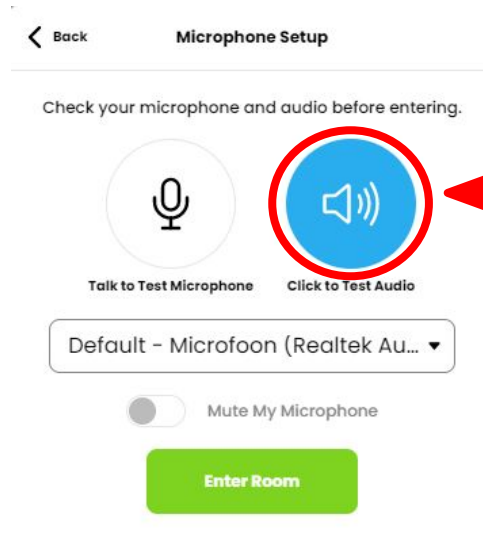 Back
Microphone Setup
Check your microphone and audio before entering.
Talk to Test Microphone
Click to Test Audio
Default - Microfoon (Realtek Au...
Mute My Microphone
Enter Room